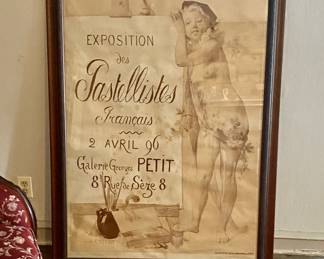 EXPOSITION
des
Pastellistes
Français
2 AVRIL 96
Galerie Georges PETIT
8 Rue de Sèze 8